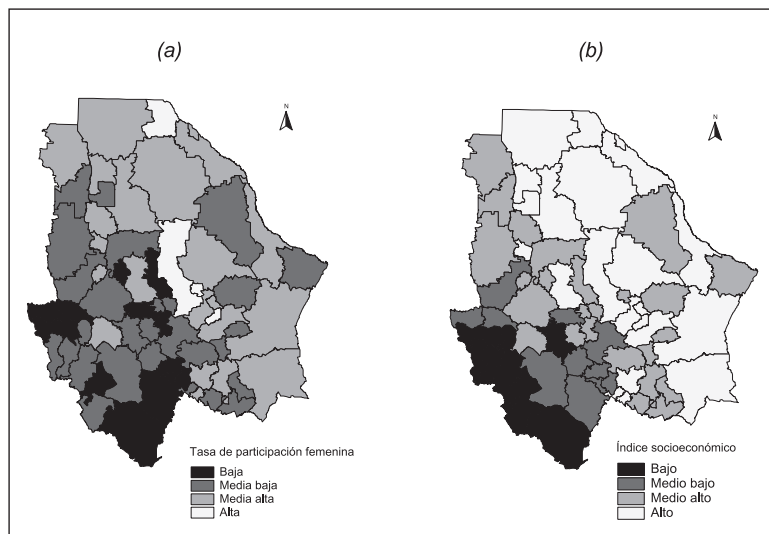 (a)
N
Tasa de participación femenina
Baja
Media baja
Media alta
Alta
(b)
N
Índice socioeconómico
Bajo
Medio bajo
Medio alto
Alto